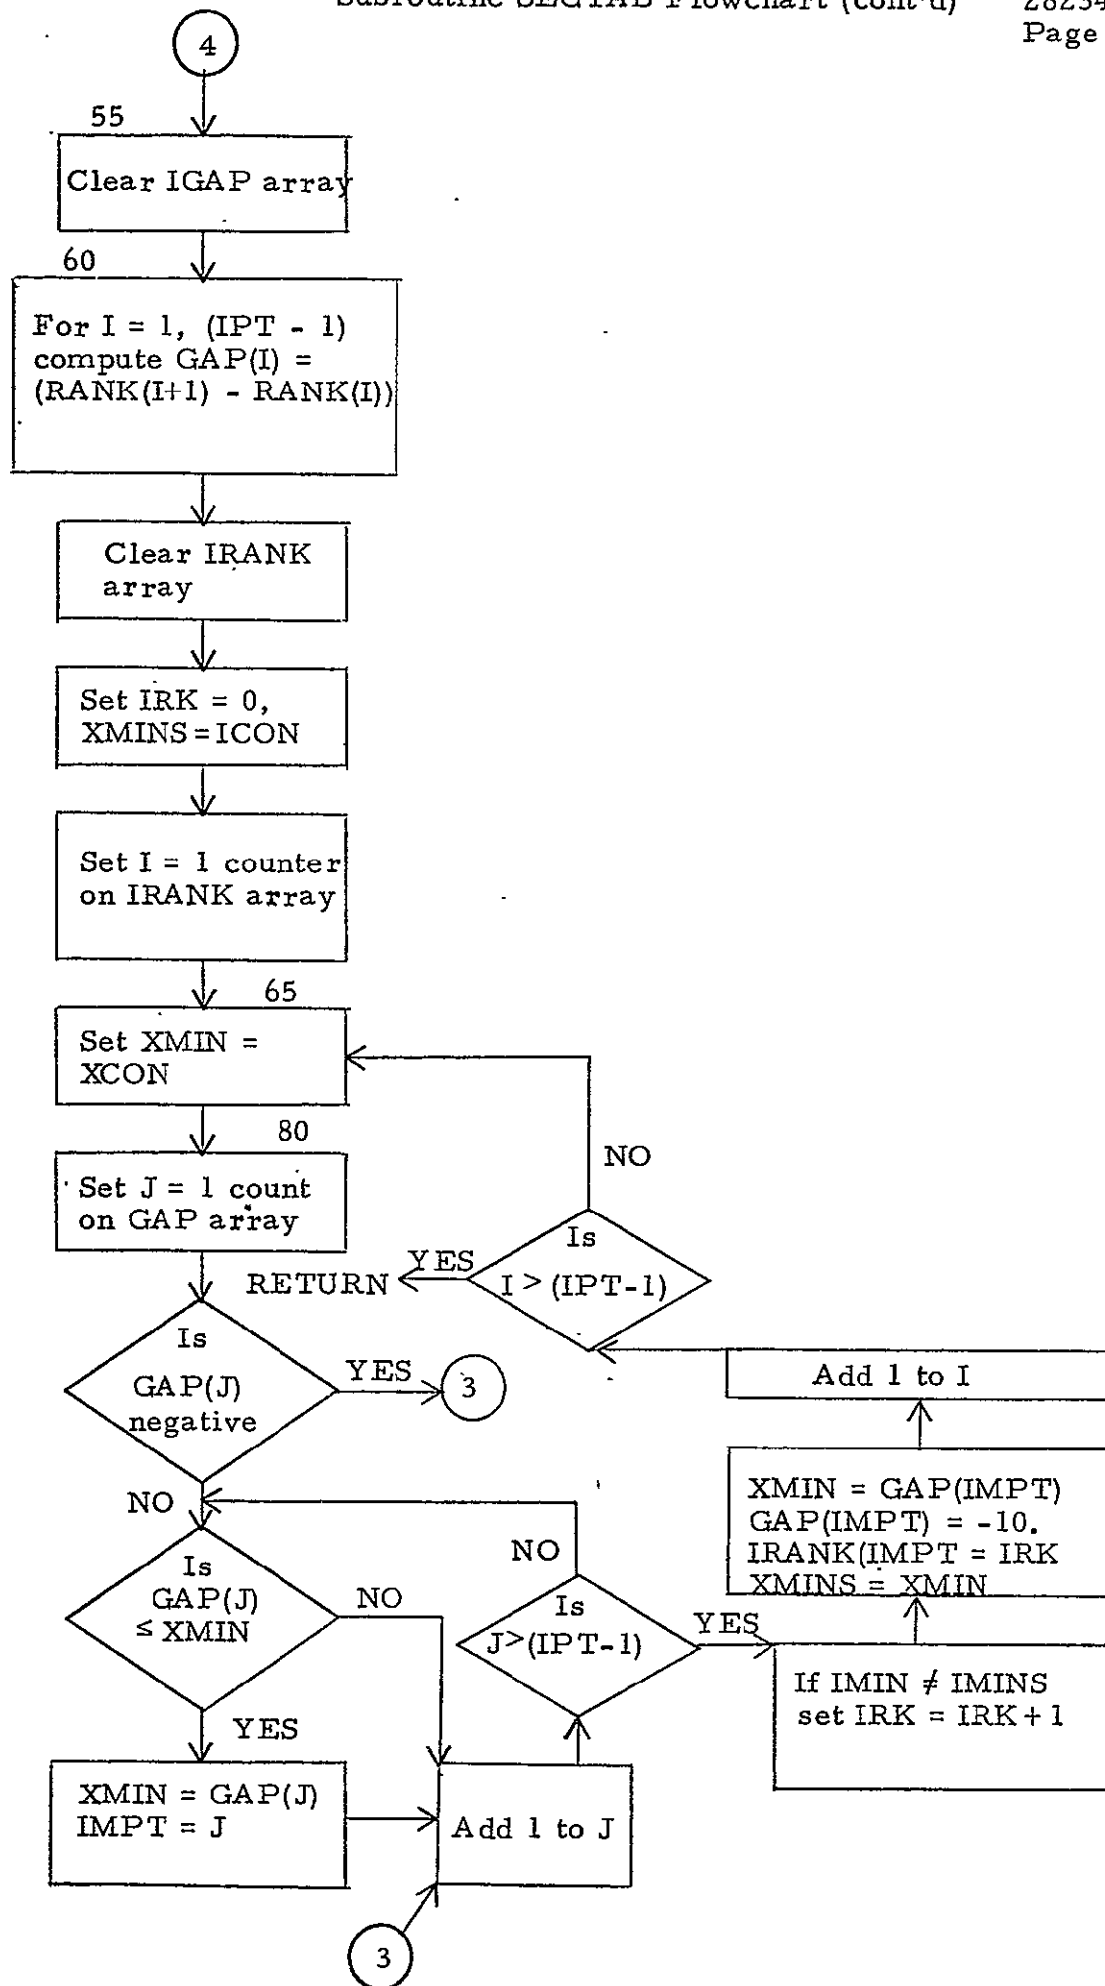 Subroutine SECTAB Flowchart (cont'd)
Page
4
55
Clear IGAP array
60
For I = 1, (IPT - 1)
compute GAP(I) =
(RANK(I+1) - RANK(I))
Clear IRANK
array
Set IRK = 0,
XMINS = ICON
Set I = 1 counter
on IRANK array
65
Set XMIN =
XCON
80
Set J = 1 count
on GAP array
NO
Is
I > (IPT-1)
YES
RETURN
Is
GAP(J)
negative
YES
3
Add 1 to I
NO
XMIN = GAP(IMPT)
GAP(IMPT) = -10.
IRANK(IMPT = IRK
XMINS = XMIN
Is
GAP(J)
≤ XMIN
NO
NO
Is
J > (IPT-1)
YES
If IMIN ≠ IMINS
set IRK = IRK + 1
YES
XMIN = GAP(J)
IMPT = J
Add 1 to J
3